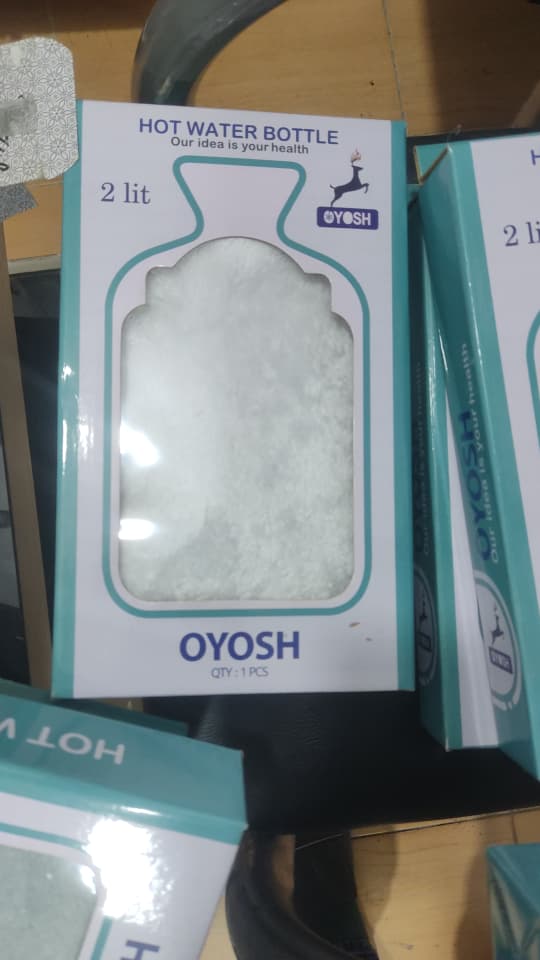 HOT WATER BOTTLE
Our idea is your health
2 lit
OYOSH
OYOSH
QTY : 1 PCS
2 li
OYOSH
Our idea is your health
HOT
H